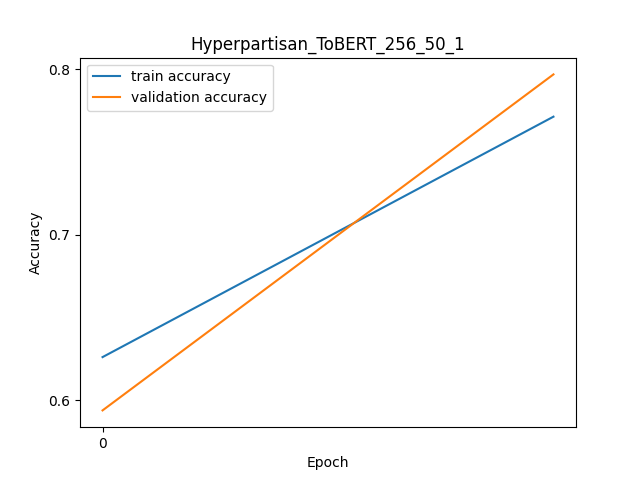 Hyperpartisan_ToBERT_256_50_1
train accuracy
validation accuracy
0.8
0.7
0.6
Accuracy
0
Epoch